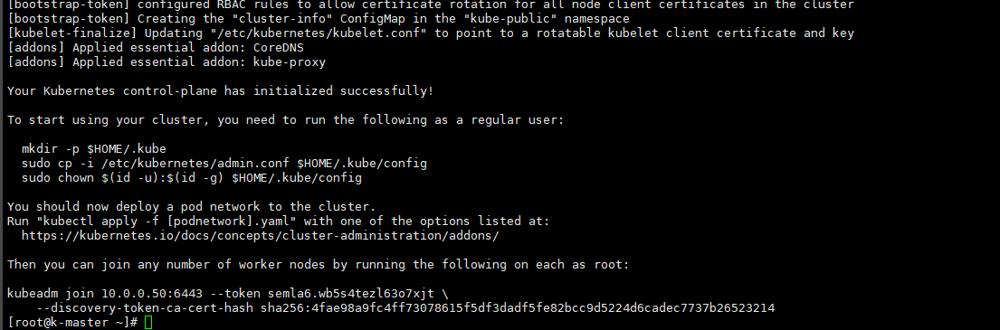 [bootstrap-token] configured RBAC rules to allow certificate rotation for all node client certificates in the cluster
[bootstrap-token] Creating the "cluster-info" ConfigMap in the "kube-public" namespace
[kubelet-finalize] Updating "/etc/kubernetes/kubelet.conf" to point to a rotatable kubelet client certificate and key
[addons] Applied essential addon: CoreDNS
[addons] Applied essential addon: kube-proxy
Your Kubernetes control-plane has initialized successfully!
To start using your cluster, you need to run the following as a regular user:
mkdir -p $HOME/.kube
sudo cp -i /etc/kubernetes/admin.conf $HOME/.kube/config
sudo chown $(id -u):$(id -g) $HOME/.kube/config
You should now deploy a pod network to the cluster.
Run "kubectl apply -f [podnetwork].yaml" with one of the options listed at:
https://kubernetes.io/docs/concepts/cluster-administration/addons/
Then you can join any number of worker nodes by running the following on each as root:
kubeadm join 10.0.0.50:6443 --token semla6.wb5s4tezl63o7xjt \
--discovery-token-ca-cert-hash sha256:4fae98a9fc4ff73078615f5df3dadf5fe82bcc9d5224d6cadec7737b26523214
[root@k-master ~]#